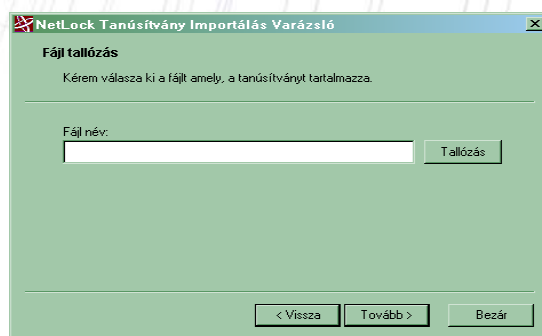 NetLock Tanúsítvány Importálás Varázsló
Fájl tallózás
Kérem válasza ki a fájlt amely, a tanúsítványt tartalmazza.
Fájl név:
Tallózás
< Vissza
Tovább >
Bezár